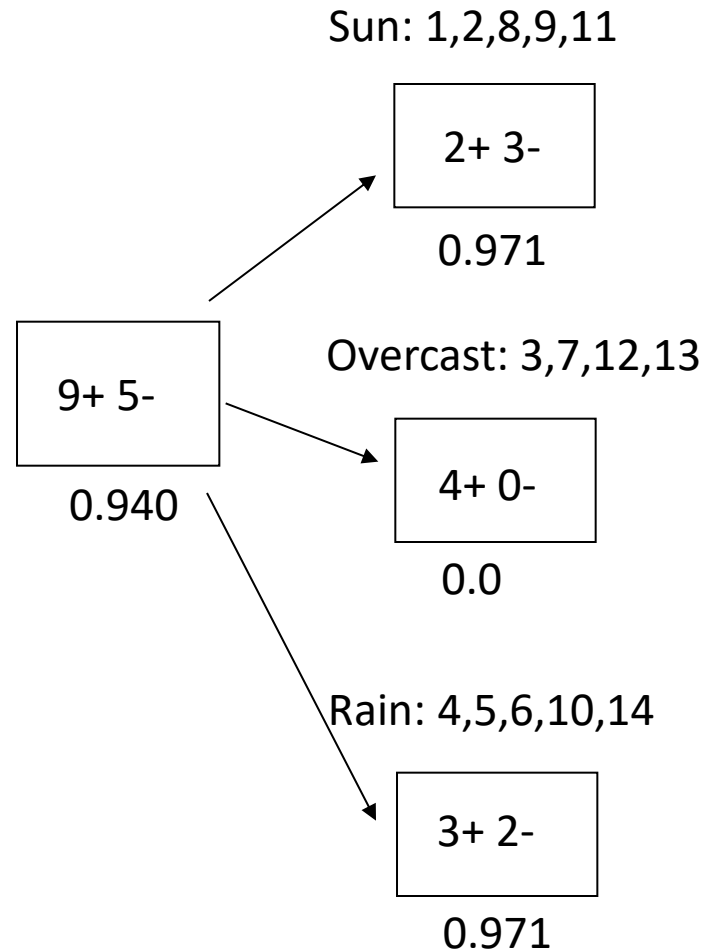 Sun: 1,2,8,9,11
2+ 3-
0.971
Overcast: 3,7,12,13
9+ 5-
0.940
4+ 0-
0.0
Rain: 4,5,6,10,14
3+ 2-
0.971